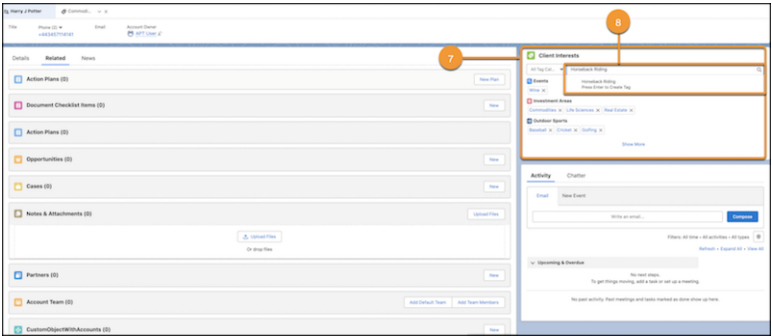 Harry J Potter
Commodi...
Title
Phone (2)
Email
Account Owner
+443457114141
APT User
8
7
Details
Related
News
Action Plans (0)
New Plan
Document Checklist Items (0)
New
Action Plans (0)
Opportunities (0)
New
Cases (0)
New
Notes & Attachments (0)
Upload Files
Upload Files
Or drop files
Partners (0)
New
Account Team (0)
Add Default Team
Add Team Members
CustomObjectWithAccounts (0)
New
Client Interests
All Tag Cat...
Horseback Riding
Horseback Riding
Press Enter to Create Tag
Events
Wine x
Investment Areas
Commodities x Life Sciences x Real Estate x
Outdoor Sports
Baseball x Cricket x Golfing x
Show More
Activity
Chatter
Email
New Event
Write an email...
Compose
Filters: All time • All activities • All types
Refresh • Expand All • View All
Upcoming & Overdue
No next steps.
To get things moving, add a task or set up a meeting.
No past activity. Past meetings and tasks marked as done show up here.